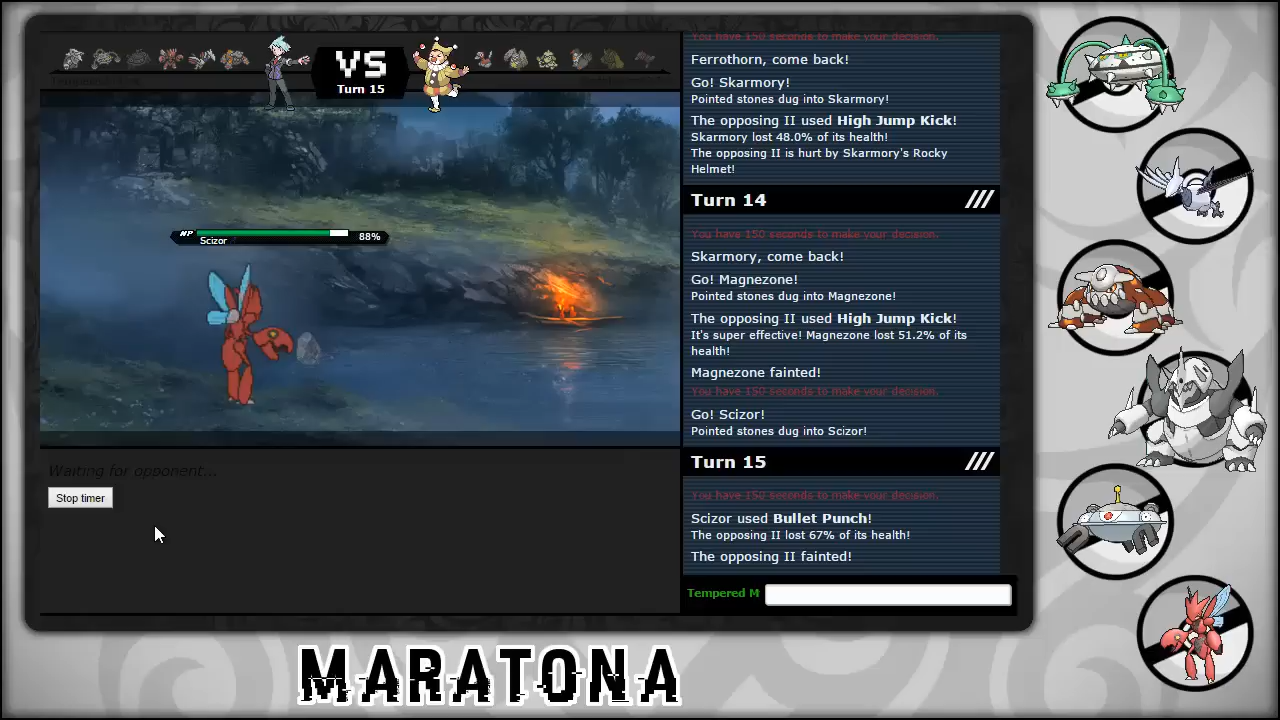 VS
Turn 15
Scizor
88%
Waiting for opponent...
Stop timer
You have 150 seconds to make your decision.
Ferrothorn, come back!
Go! Skarmory!
Pointed stones dug into Skarmory!
The opposing II used High Jump Kick!
Skarmory lost 48.0% of its health!
The opposing II is hurt by Skarmory's Rocky
Helmet!
Turn 14
You have 150 seconds to make your decision.
Skarmory, come back!
Go! Magnezone!
Pointed stones dug into Magnezone!
The opposing II used High Jump Kick!
It's super effective! Magnezone lost 51.2% of its
health!
Magnezone fainted!
You have 150 seconds to make your decision.
Go! Scizor!
Pointed stones dug into Scizor!
Turn 15
You have 150 seconds to make your decision.
Scizor used Bullet Punch!
The opposing II lost 67% of its health!
The opposing II fainted!
Tempered M
MARATONA